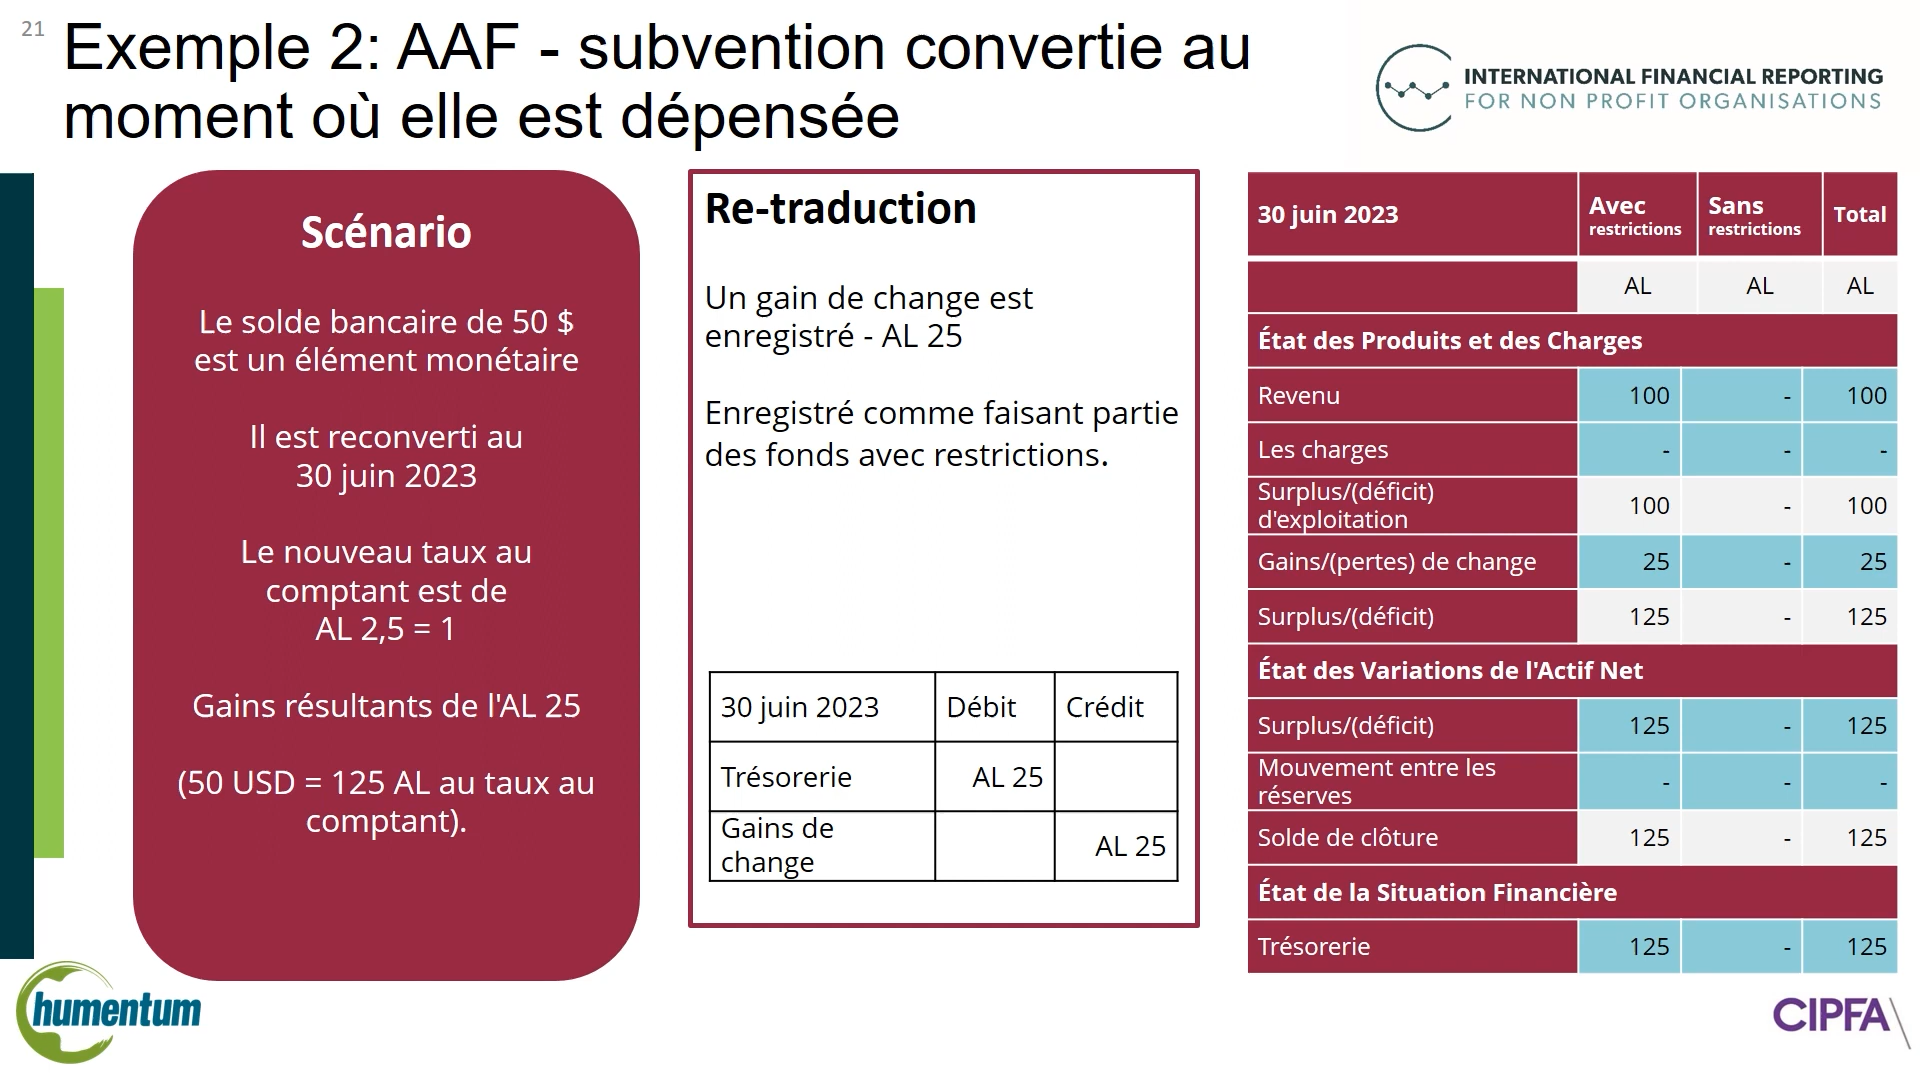 21
Exemple 2: AAF - subvention convertie au
moment où elle est dépensée
INTERNATIONAL FINANCIAL REPORTING
FOR NON PROFIT ORGANISATIONS
Scénario
Le solde bancaire de 50 $
est un élément monétaire
Il est reconverti au
30 juin 2023
Le nouveau taux au
comptant est de
AL 2,5 = 1
Gains résultants de l'AL 25
(50 USD = 125 AL au taux au
comptant).
Re-traduction
Un gain de change est
enregistré - AL 25
Enregistré comme faisant partie
des fonds avec restrictions.
30 juin 2023 Débit Crédit
Trésorerie AL 25
Gains de
change AL 25
30 juin 2023 Avec restrictions Sans restrictions Total
AL AL AL
État des Produits et des Charges
Revenu 100 - 100
Les charges - - -
Surplus/(déficit)
d'exploitation 100 - 100
Gains/(pertes) de change 25 - 25
Surplus/(déficit) 125 - 125
État des Variations de l'Actif Net
Surplus/(déficit) 125 - 125
Mouvement entre les
réserves - - -
Solde de clôture 125 - 125
État de la Situation Financière
Trésorerie 125 - 125
humentum
CIPFA